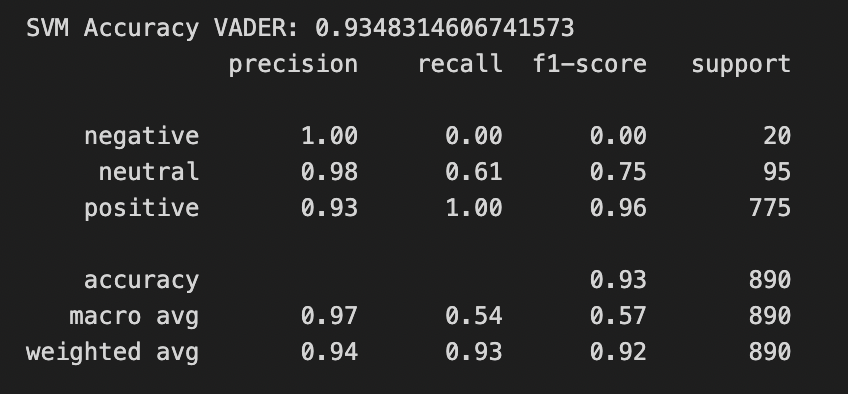 SVM Accuracy VADER: 0.9348314606741573
precision recall f1-score support
negative 1.00 0.00 0.00 20
neutral 0.98 0.61 0.75 95
positive 0.93 1.00 0.96 775
accuracy 0.93 890
macro avg 0.97 0.54 0.57 890
weighted avg 0.94 0.93 0.92 890